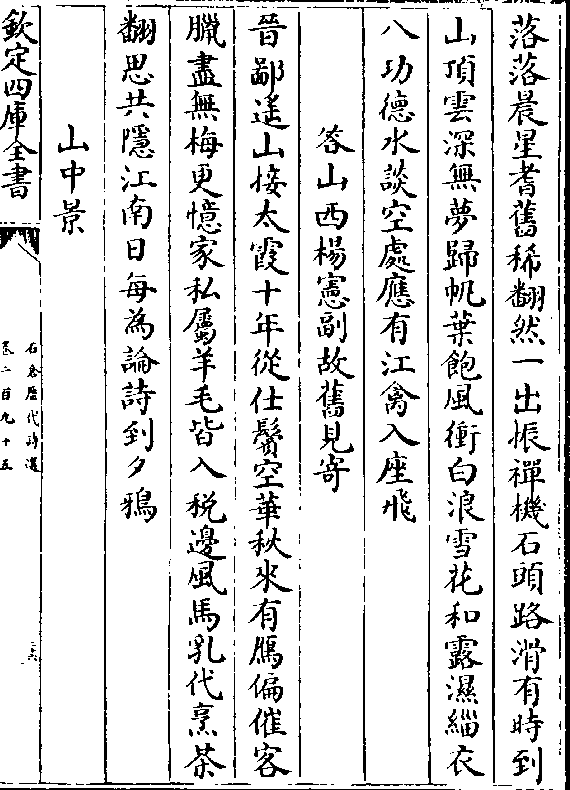 落落晨星耆舊稀翻然一出振禪機石頭路滑有時到
山頂雲深無夢歸帆葉飽風衝白浪雪花和露濕緇衣
八功德水談空處應有江禽入座飛
荅山西楊憲副故舊見寄
晉鄙遥山接太霞十年從仕鬢空華秋來有鴈偏催客
臘盡無梅更憶家私屬羊毛皆入税邊風馬乳代烹茶
翻思共隱江南日每為論詩到夕鴉
山中景
欽定四庫全書
石倉歷代詩選
卷二百九十五